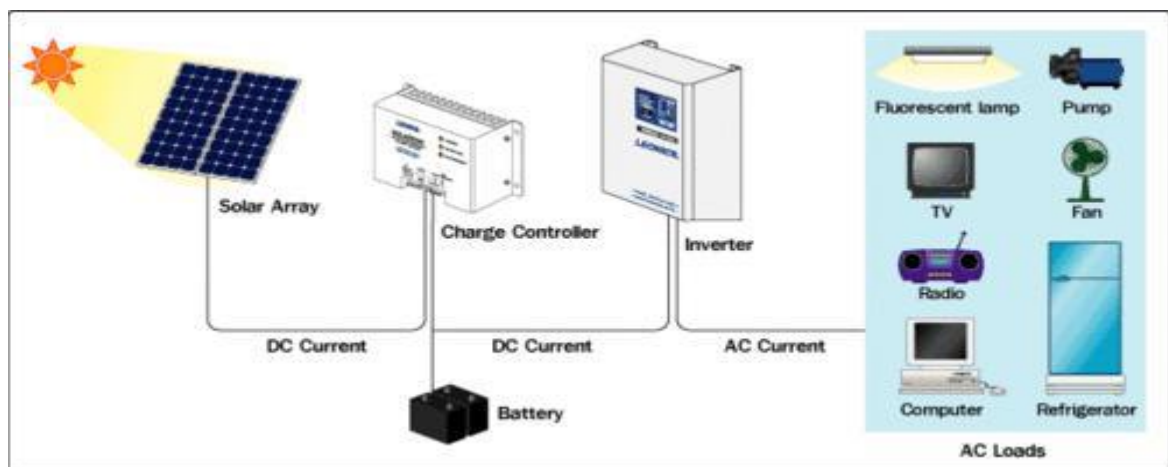 Solar Array
Charge Controller
Inverter
DC Current
DC Current
AC Current
Battery
Fluorescent lamp
Pump
TV
Fan
Radio
Computer
Refrigerator
AC Loads